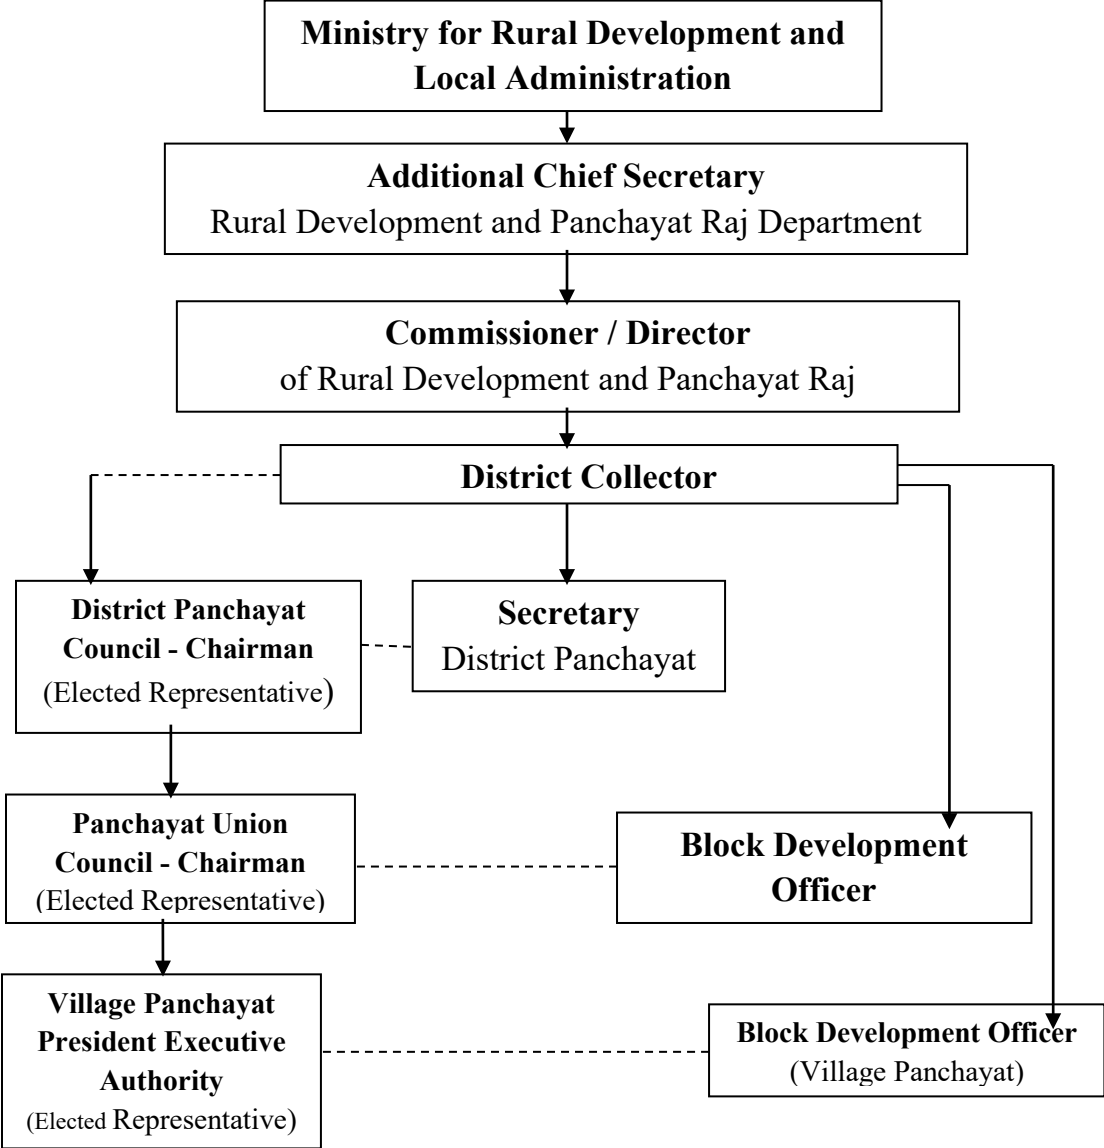 Ministry for Rural Development and
Local Administration
Additional Chief Secretary
Rural Development and Panchayat Raj Department
Commissioner / Director
of Rural Development and Panchayat Raj
District Collector
District Panchayat
Council - Chairman
(Elected Representative)
Secretary
District Panchayat
Panchayat Union
Council - Chairman
(Elected Representative)
Block Development
Officer
Village Panchayat
President Executive
Authority
(Elected Representative)
Block Development Officer
(Village Panchayat)